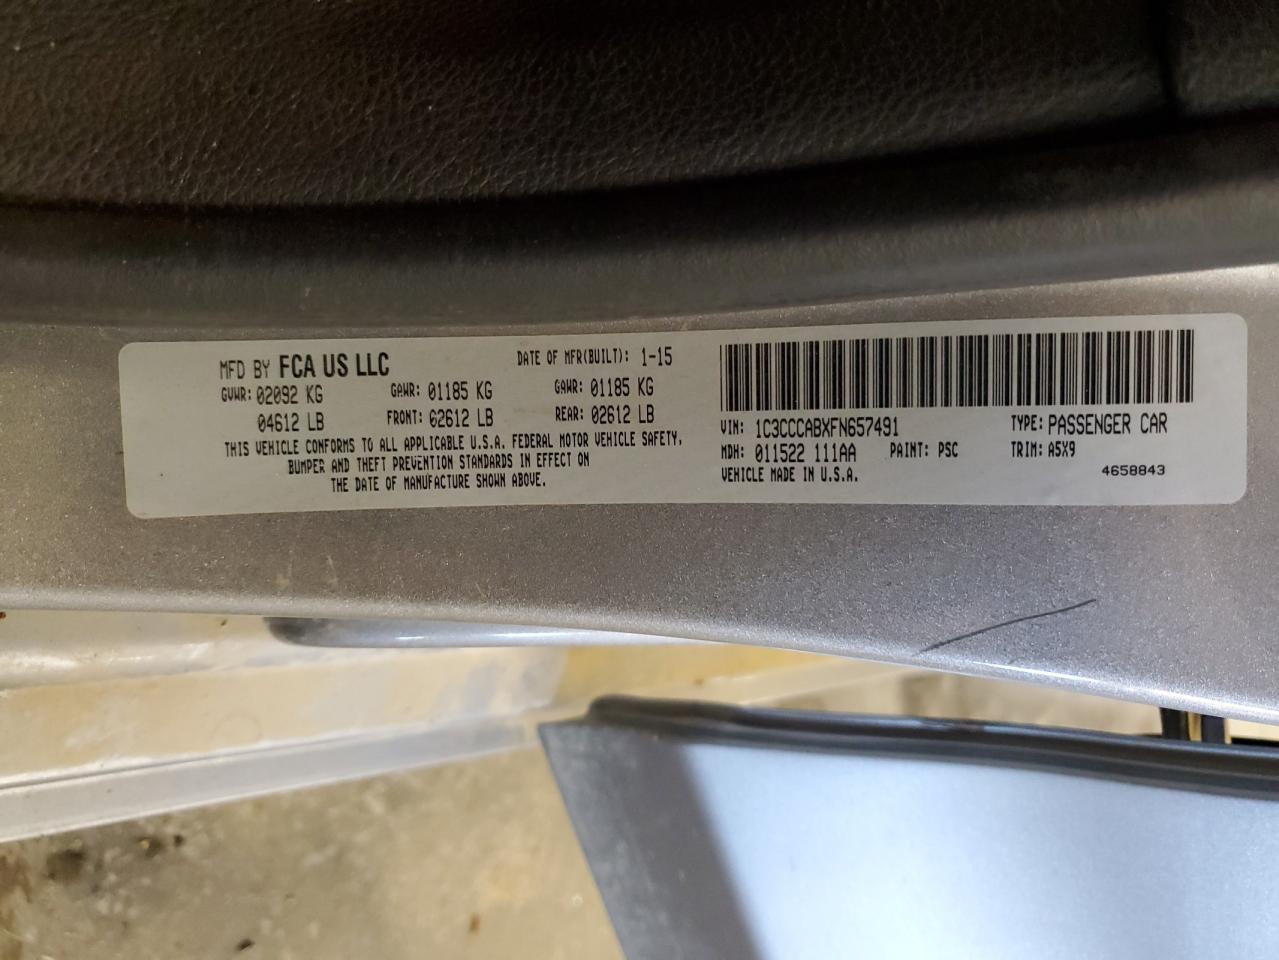 MFD BY FCA US LLC DATE OF MFR(BUILT): 1-15
GVWR: 02092 KG GAWR: 01185 KG GAWR: 01185 KG
04612 LB FRONT: 02612 LB REAR: 02612 LB
THIS VEHICLE CONFORMS TO ALL APPLICABLE U.S.A. FEDERAL MOTOR VEHICLE SAFETY,
BUMPER AND THEFT PREVENTION STANDARDS IN EFFECT ON
THE DATE OF MANUFACTURE SHOWN ABOVE.
VIN: 1C3CCCABXFN657491 TYPE: PASSENGER CAR
MDH: 011522 111AA PAINT: PSC TRIM: A5X9
VEHICLE MADE IN U.S.A. 4658843